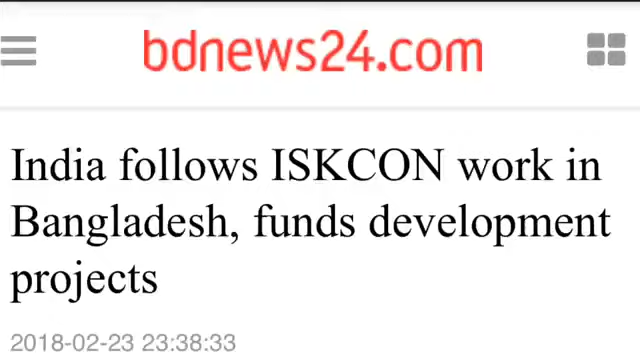 bdnews24.com
India follows ISKCON work in
Bangladesh, funds development
projects
2018-02-23 23:38:33